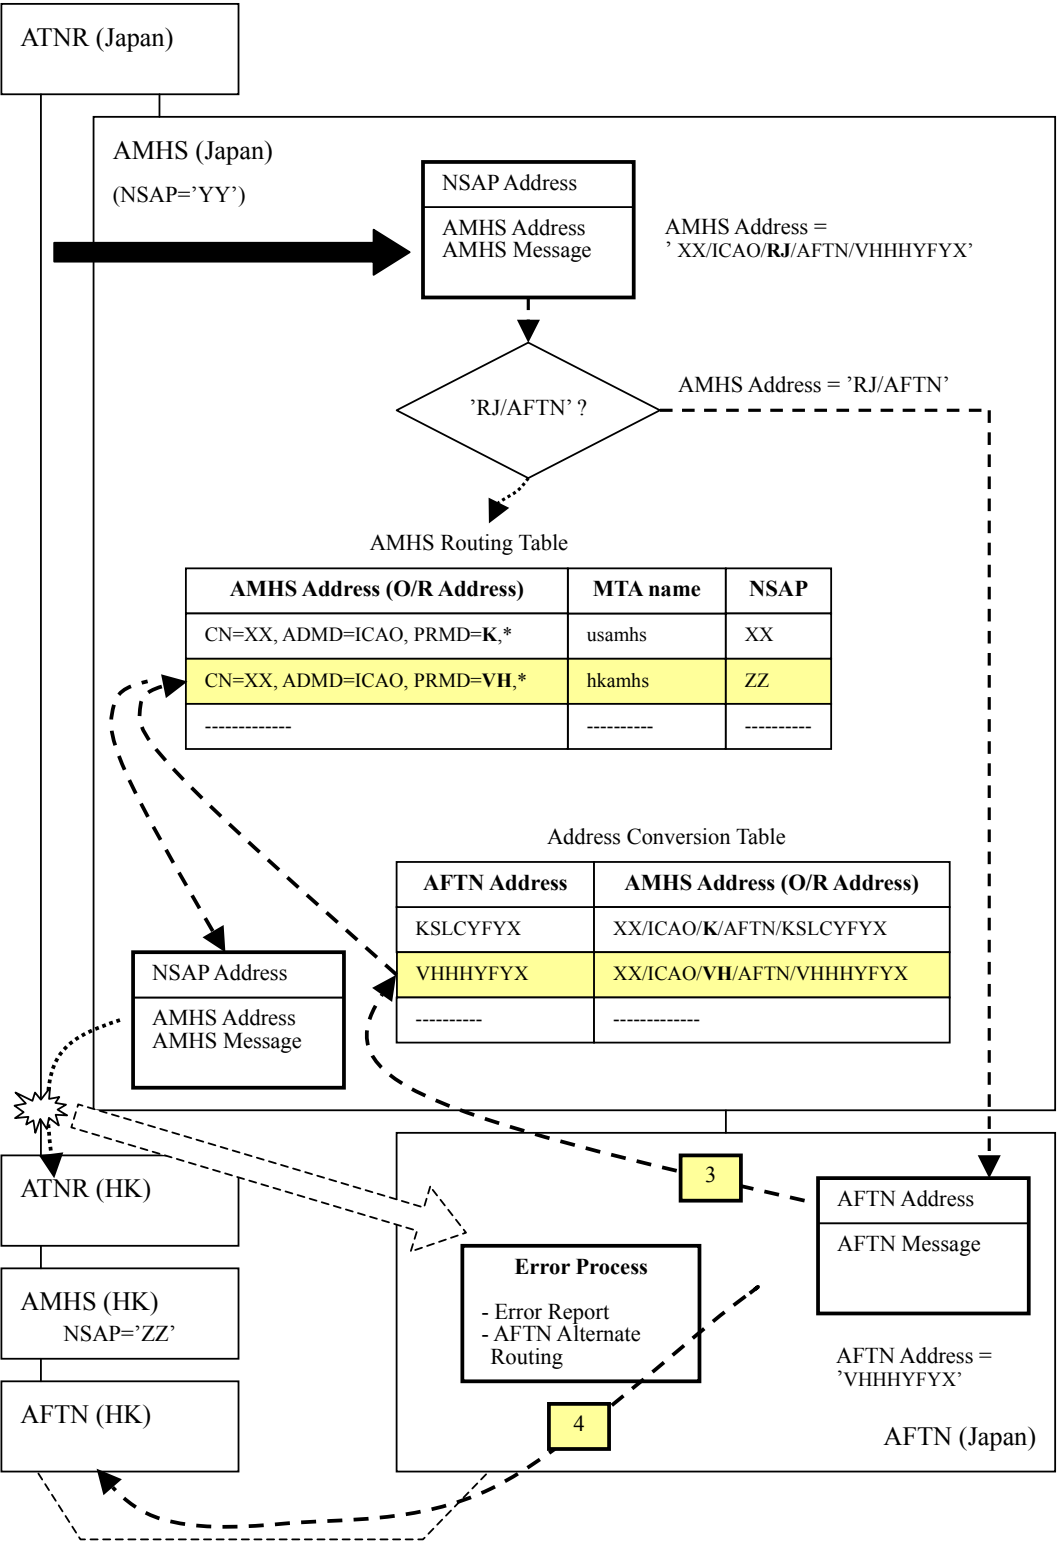 ATNR (Japan)
AMHS (Japan)
(NSAP=’YY’)
NSAP Address
AMHS Address
AMHS Message
AMHS Address =
’ XX/ICAO/RJ/AFTN/VHHHYFYX’
’RJ/AFTN’ ?
AMHS Address = ’RJ/AFTN’
AMHS Routing Table
AMHS Address (O/R Address) MTA name NSAP
CN=XX, ADMD=ICAO, PRMD=K,* usamhs XX
CN=XX, ADMD=ICAO, PRMD=VH,* hkamhs ZZ
------------- ---------- ----------
Address Conversion Table
AFTN Address AMHS Address (O/R Address)
KSLCYFYX XX/ICAO/K/AFTN/KSLCYFYX
VHHHYFYX XX/ICAO/VH/AFTN/VHHHYFYX
---------- -------------
NSAP Address
AMHS Address
AMHS Message
ATNR (HK)
AMHS (HK)
NSAP=’ZZ’
AFTN (HK)
3
AFTN Address
AFTN Message
Error Process
- Error Report
- AFTN Alternate
Routing
AFTN Address =
’VHHHYFYX’
4
AFTN (Japan)